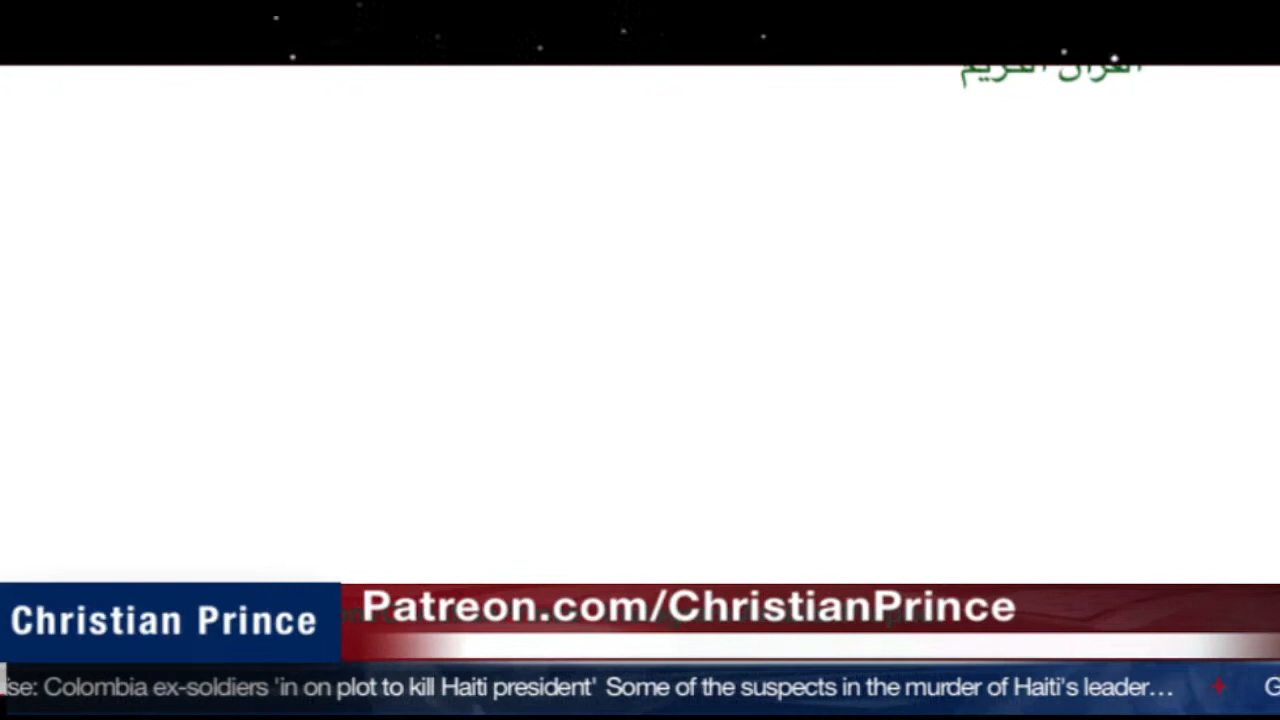 القرآن الكريم
Christian Prince
Patreon.com/ChristianPrince
se: Colombia ex-soldiers 'in on plot to kill Haiti president' Some of the suspects in the murder of Haiti's leader… G